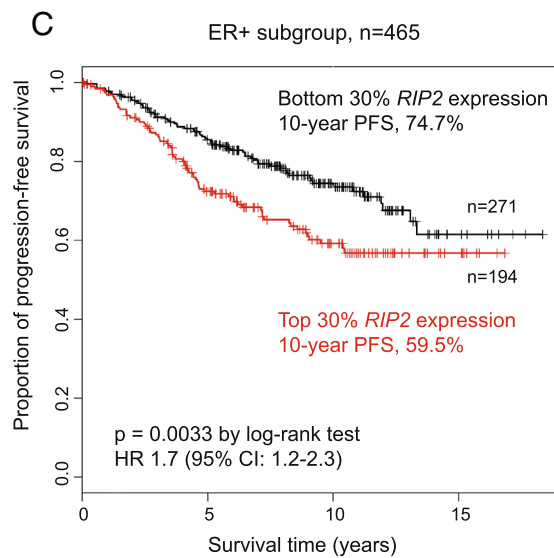 C
ER+ subgroup, n=465
Proportion of progression-free survival
1.0
0.8
0.6
0.4
0.2
0.0
Bottom 30% RIP2 expression
10-year PFS, 74.7%
n=271
n=194
Top 30% RIP2 expression
10-year PFS, 59.5%
p = 0.0033 by log-rank test
HR 1.7 (95% CI: 1.2-2.3)
0 5 10 15
Survival time (years)